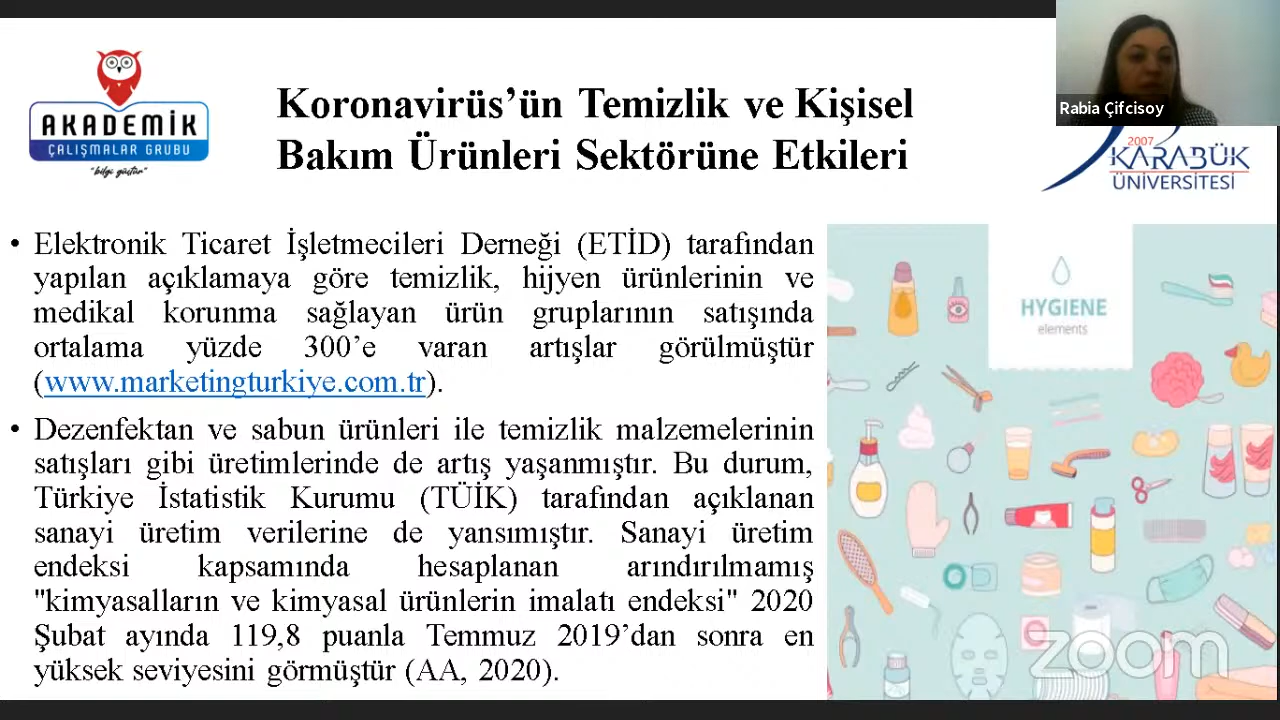 AKADEMİK
ÇALIŞMALAR GRUBU
"bilgi güçtür"
Koronavirüs’ün Temizlik ve Kişisel
Bakım Ürünleri Sektörüne Etkileri
Rabia Çifcisoy
2007
KARABÜK
ÜNİVERSİTESİ
• Elektronik Ticaret İşletmecileri Derneği (ETİD) tarafından
yapılan açıklamaya göre temizlik, hijyen ürünlerinin ve
medikal korunma sağlayan ürün gruplarının satışında
ortalama yüzde 300’e varan artışlar görülmüştür
(www.marketingturkiye.com.tr).
• Dezenfektan ve sabun ürünleri ile temizlik malzemelerinin
satışları gibi üretimlerinde de artış yaşanmıştır. Bu durum,
Türkiye İstatistik Kurumu (TÜİK) tarafından açıklanan
sanayi üretim verilerine de yansımıştır. Sanayi üretim
endeksi kapsamında hesaplanan arındırılmamış
"kimyasalların ve kimyasal ürünlerin imalatı endeksi" 2020
Şubat ayında 119,8 puanla Temmuz 2019’dan sonra en
yüksek seviyesini görmüştür (AA, 2020).
HYGIENE
elements
zoom